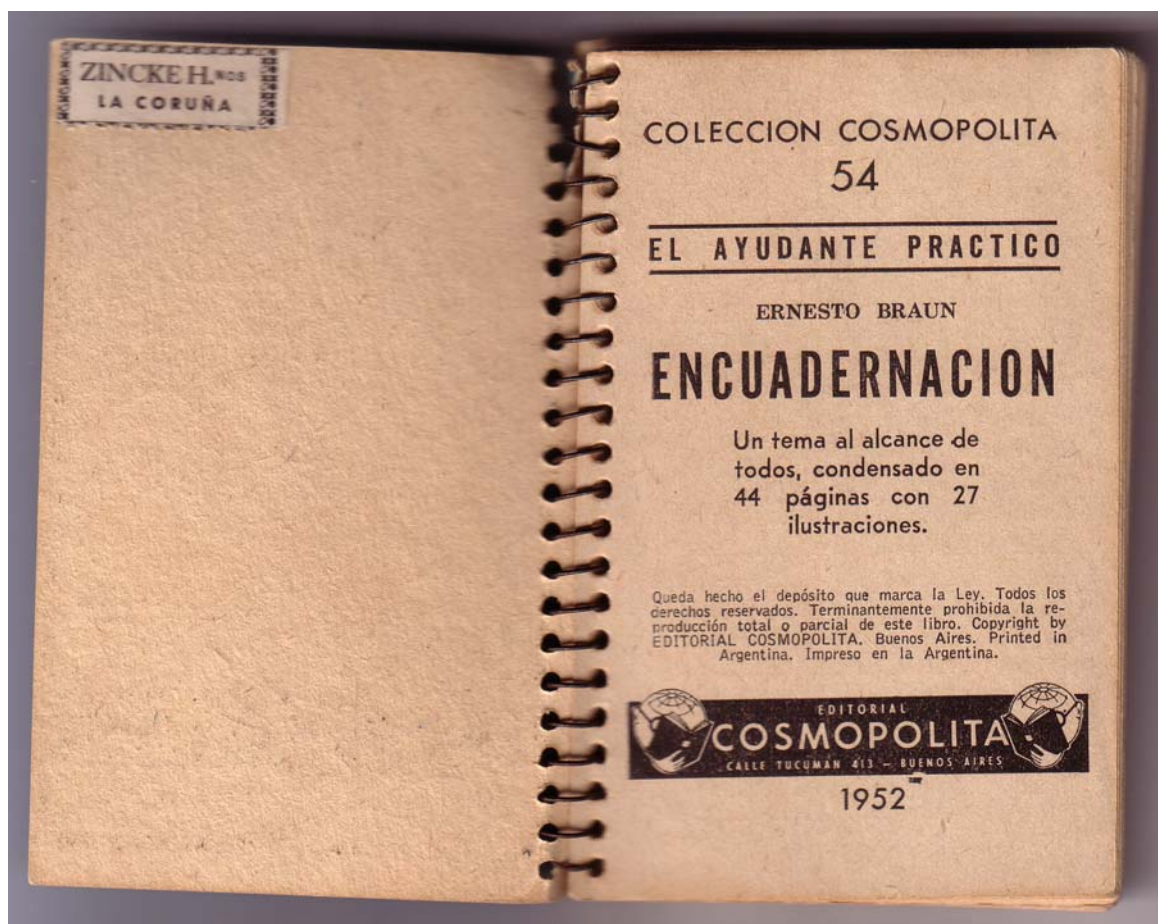 ZINCKE H.NOS
LA CORUÑA
COLECCION COSMOPOLITA
54
EL AYUDANTE PRACTICO
ERNESTO BRAUN
ENCUADERNACION
Un tema al alcance de
todos, condensado en
44 páginas con 27
ilustraciones.
Queda hecho el depósito que marca la Ley. Todos los
derechos reservados. Terminantemente prohibida la re-
producción total o parcial de este libro. Copyright by
EDITORIAL COSMOPOLITA. Buenos Aires. Printed in
Argentina. Impreso en la Argentina.
EDITORIAL
COSMOPOLITA
CALLE TUCUMAN 413 - BUENOS AIRES
1952